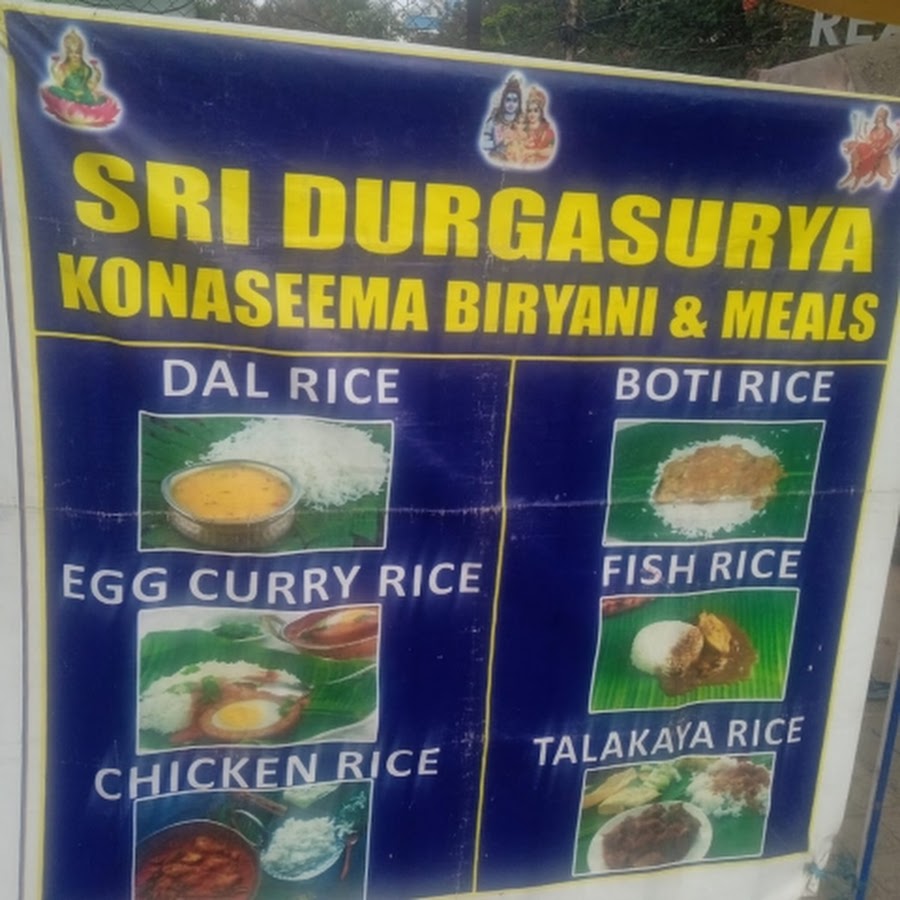 SRI DURGASURYA
KONASEEMA BIRYANI & MEALS
DAL RICE
BOTI RICE
EGG CURRY RICE
FISH RICE
CHICKEN RICE
TALAKAYA RICE